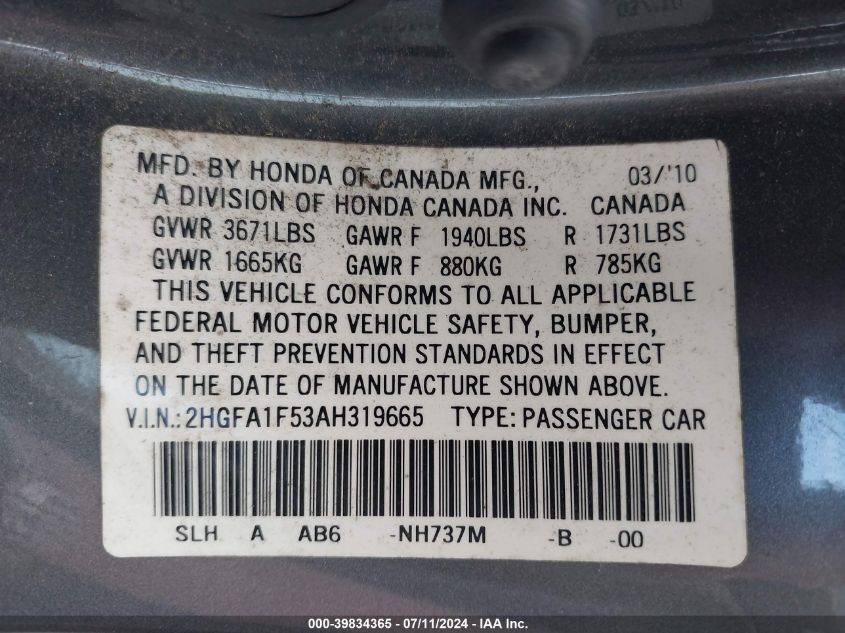 03/'10
MFD. BY HONDA OF CANADA MFG., 03/'10
A DIVISION OF HONDA CANADA INC. CANADA
GVWR 3671LBS GAWR F 1940LBS R 1731LBS
GVWR 1665KG GAWR F 880KG R 785KG
THIS VEHICLE CONFORMS TO ALL APPLICABLE
FEDERAL MOTOR VEHICLE SAFETY, BUMPER,
AND THEFT PREVENTION STANDARDS IN EFFECT
ON THE DATE OF MANUFACTURE SHOWN ABOVE.
V.I.N.: 2HGFA1F53AH319665 TYPE: PASSENGER CAR
SLH A AB6 -NH737M -B -00
000-39834365 - 07/11/2024 - IAA Inc.